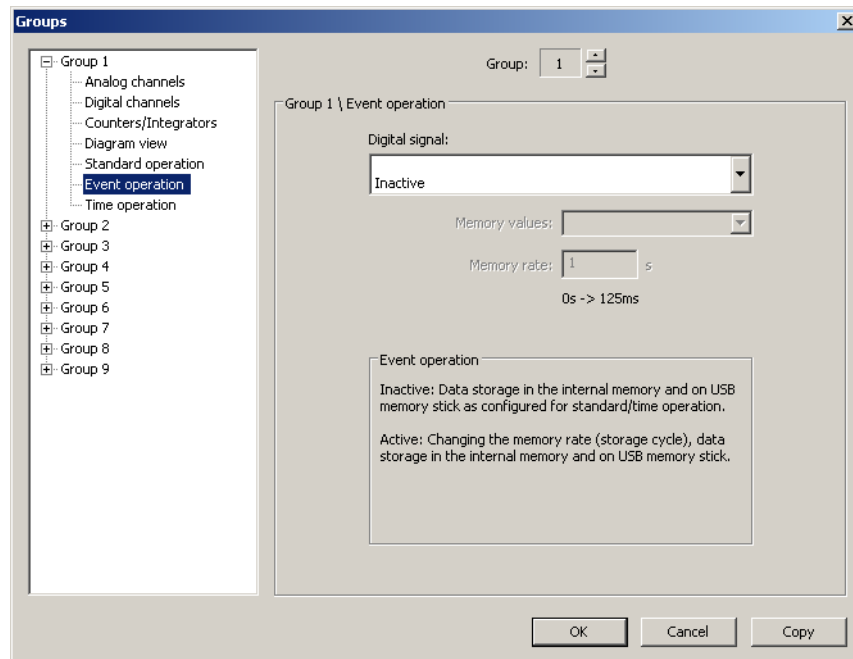 Groups
Group 1
Analog channels
Digital channels
Counters/Integrators
Diagram view
Standard operation
Event operation
Time operation
Group 2
Group 3
Group 4
Group 5
Group 6
Group 7
Group 8
Group 9
Group: 1
Group 1 \ Event operation
Digital signal:
Inactive
Memory values:
Memory rate: 1 s
0s -> 125ms
Event operation
Inactive: Data storage in the internal memory and on USB
memory stick as configured for standard/time operation.
Active: Changing the memory rate (storage cycle), data
storage in the internal memory and on USB memory stick.
OK Cancel Copy